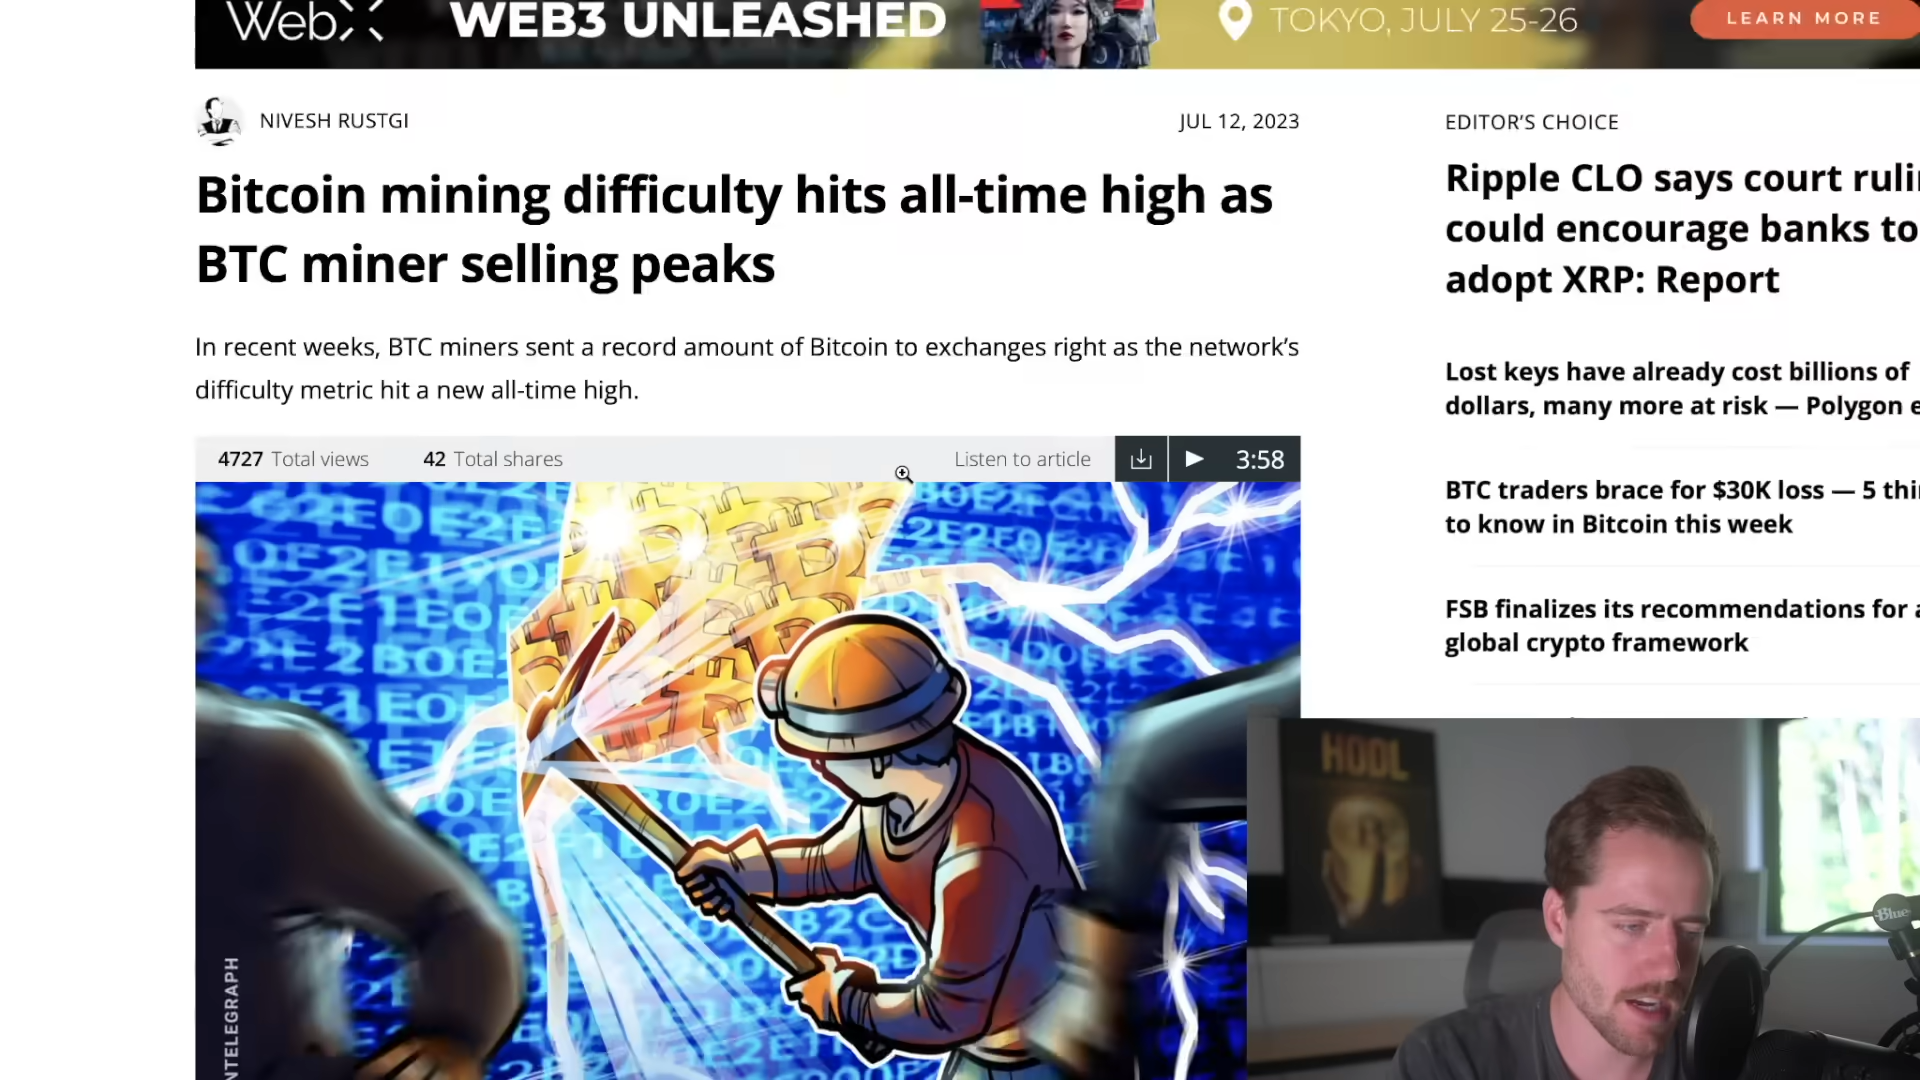 WebX
WEB3 UNLEASHED
TOKYO, JULY 25-26
LEARN MORE
NIVESH RUSTGI
JUL 12, 2023
Bitcoin mining difficulty hits all-time high as
BTC miner selling peaks
In recent weeks, BTC miners sent a record amount of Bitcoin to exchanges right as the network’s
difficulty metric hit a new all-time high.
4727 Total views
42 Total shares
Listen to article
3:58
NTELEGRAPH
EDITOR’S CHOICE
Ripple CLO says court
could encourage banks to
adopt XRP: Report
Lost keys have already cost billions of
dollars, many more at risk — Polygon
BTC traders brace for $30K loss — 5
to know in Bitcoin this week
FSB finalizes its recommendations for
global crypto framework
HODL
Blue